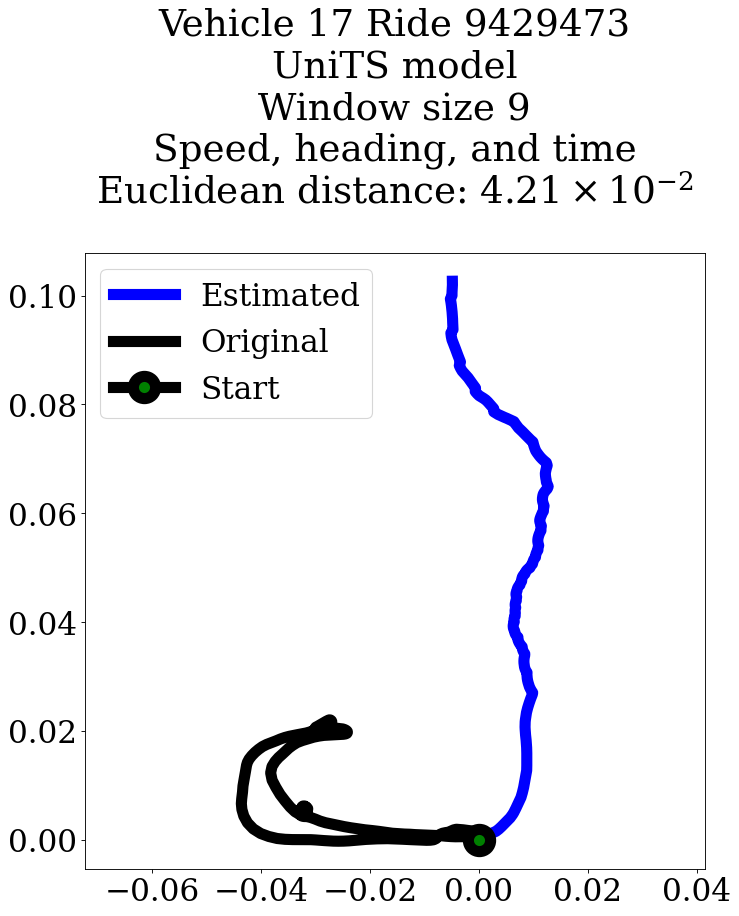 Vehicle 17 Ride 9429473
UniTS model
Window size 9
Speed, heading, and time
Euclidean distance: 4.21 × 10⁻²
Estimated
Original
Start
0.10
0.08
0.06
0.04
0.02
0.00
−0.06 −0.04 −0.02 0.00 0.02 0.04